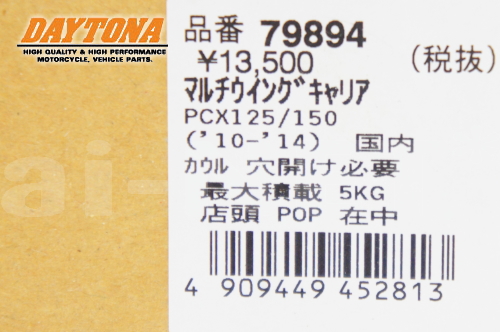 DAYTONA
HIGH QUALITY & HIGH PERFORMANCE
MOTORCYCLE, VEHICLE PARTS.
品番 79894
¥13,500 (税抜)
ﾏﾙﾁｳｲﾝｸﾞｷｬﾘｱ
PCX125/150
('10-'14) 国内
ｶｳﾙ 穴開け必要
最大積載 5KG
店頭 POP 在中
4 909449 452813
ai-